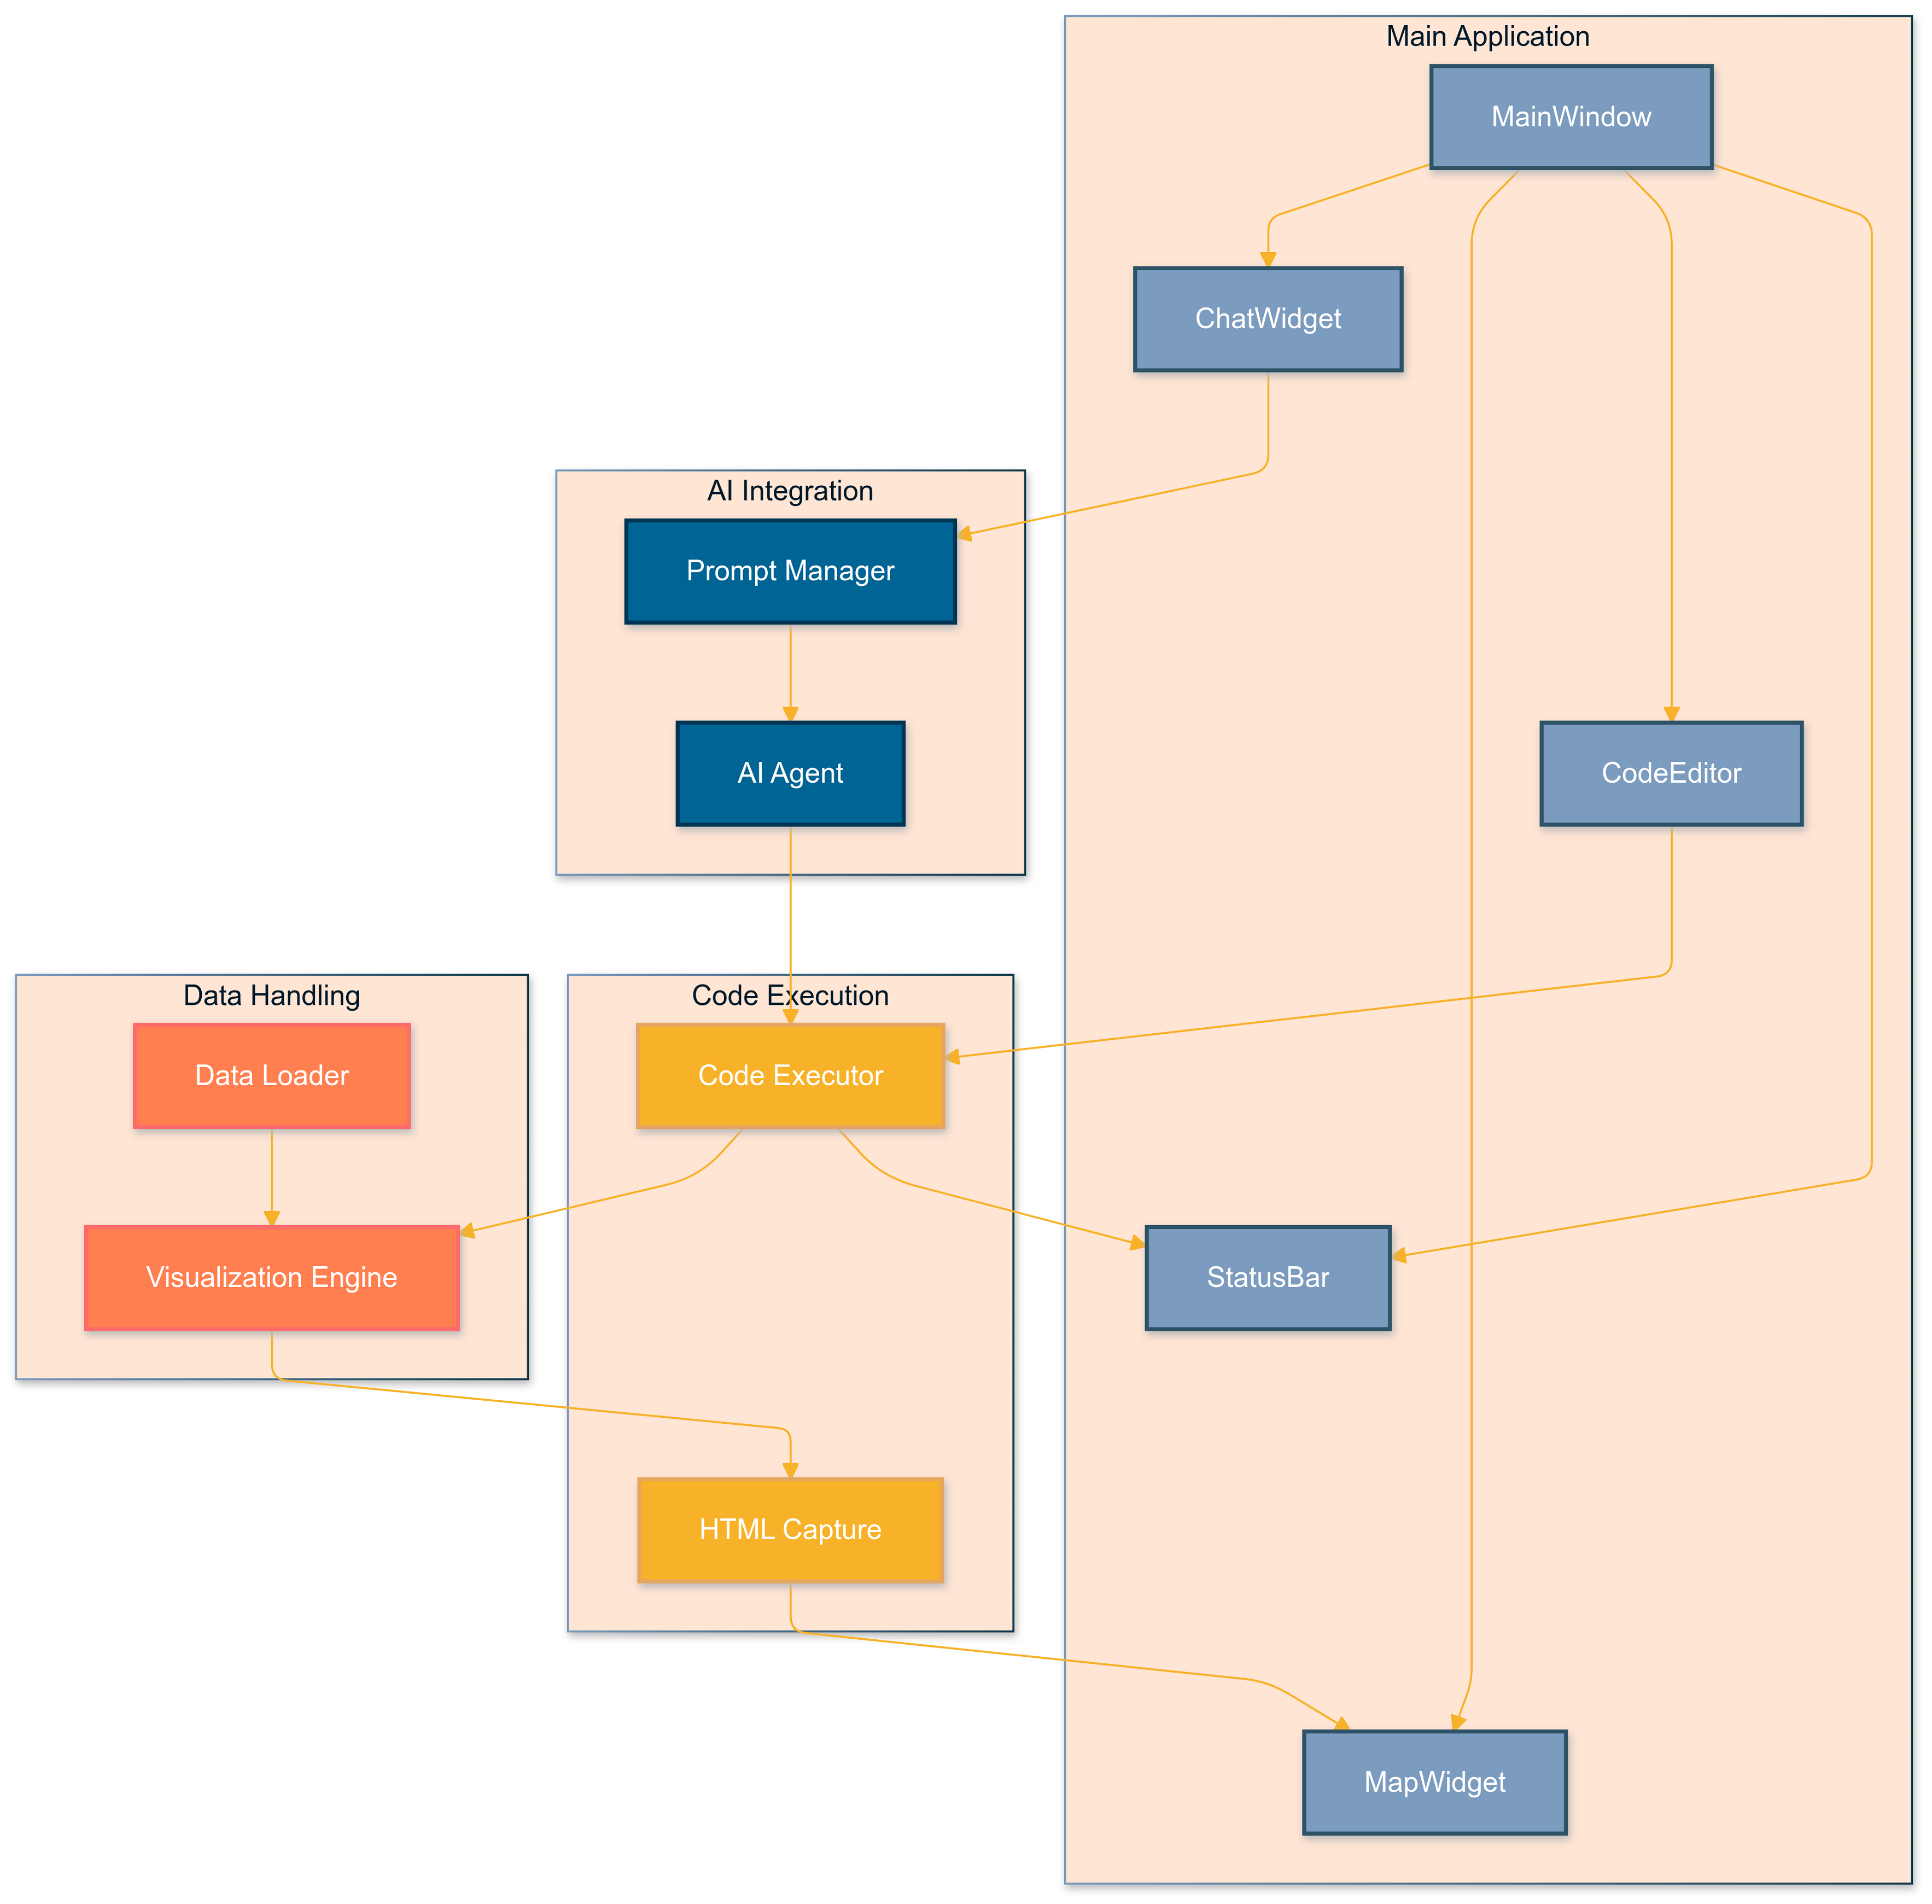 Main Application
MainWindow
ChatWidget
AI Integration
Prompt Manager
AI Agent
CodeEditor
Data Handling
Code Execution
Data Loader
Code Executor
Visualization Engine
StatusBar
HTML Capture
MapWidget